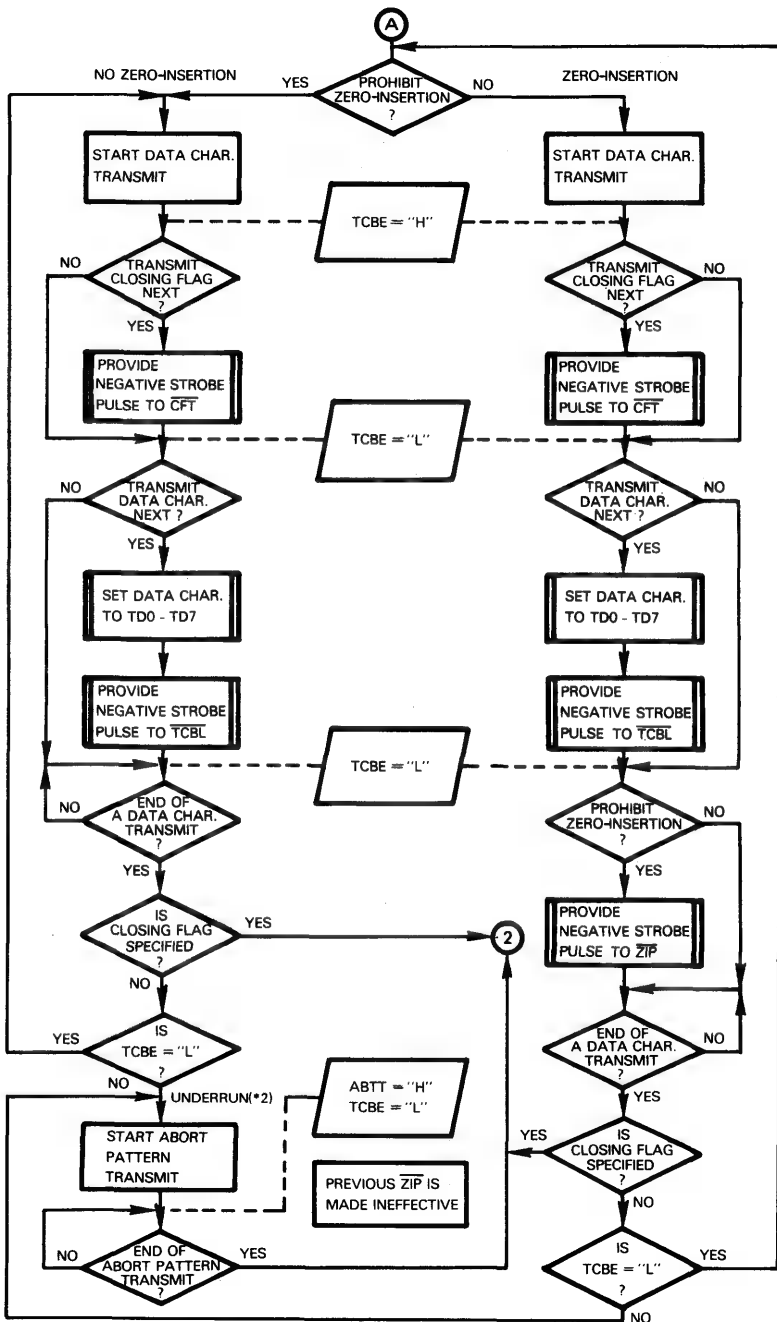 A
NO ZERO-INSERTION
YES
PROHIBIT
ZERO-INSERTION
?
NO
ZERO-INSERTION
START DATA CHAR.
TRANSMIT
START DATA CHAR.
TRANSMIT
TCBE = "H"
NO
TRANSMIT
CLOSING FLAG
NEXT
?
YES
TRANSMIT
CLOSING FLAG
NEXT
?
NO
YES
PROVIDE
NEGATIVE STROBE
PULSE TO C̅F̅T̅
PROVIDE
NEGATIVE STROBE
PULSE TO C̅F̅T̅
TCBE = "L"
NO
TRANSMIT
DATA CHAR.
NEXT ?
YES
TRANSMIT
DATA CHAR.
NEXT ?
NO
YES
SET DATA CHAR.
TO TD0 - TD7
SET DATA CHAR.
TO TD0 - TD7
PROVIDE
NEGATIVE STROBE
PULSE TO T̅C̅B̅L̅
PROVIDE
NEGATIVE STROBE
PULSE TO T̅C̅B̅L̅
TCBE = "L"
NO
END OF
A DATA CHAR.
TRANSMIT
?
YES
PROHIBIT
ZERO-INSERTION
?
NO
YES
IS
CLOSING FLAG
SPECIFIED
?
YES
NO
2
PROVIDE
NEGATIVE STROBE
PULSE TO Z̅I̅P̅
YES
IS
TCBE = "L"
?
NO
END OF
A DATA CHAR.
TRANSMIT
?
NO
YES
UNDERRUN(*2)
ABTT = "H"
TCBE = "L"
START ABORT
PATTERN
TRANSMIT
PREVIOUS Z̅I̅P̅ IS
MADE INEFFECTIVE
YES
IS
CLOSING FLAG
SPECIFIED
?
NO
NO
END OF
ABORT PATTERN
TRANSMIT
?
YES
IS
TCBE = "L"
?
YES
NO